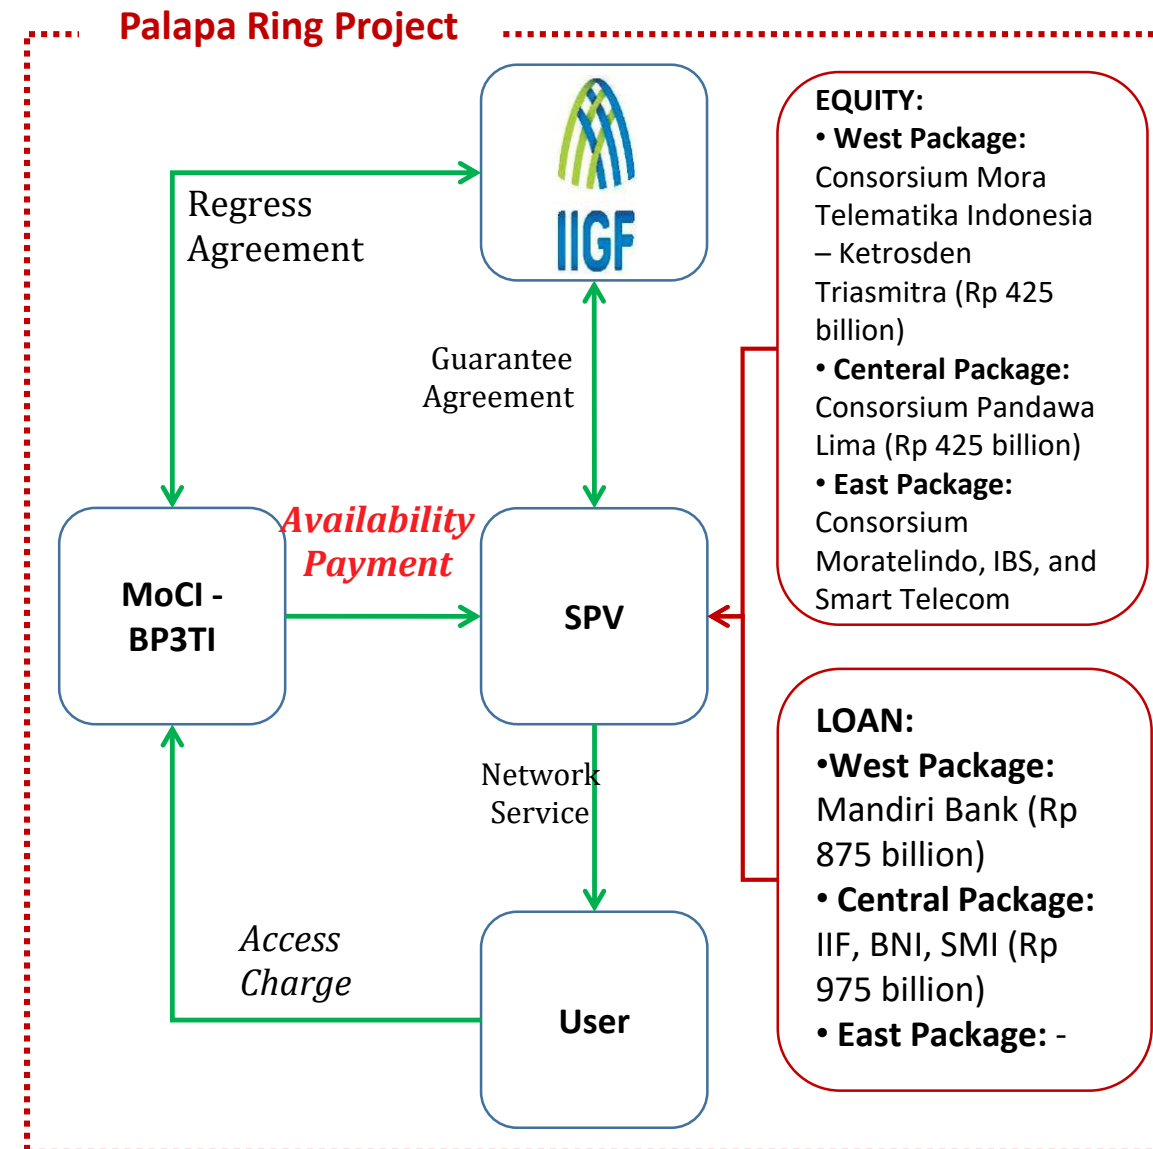 Palapa Ring Project
IIGF
Regress
Agreement
Guarantee
Agreement
Availability
Payment
MoCI -
BP3TI
SPV
Network
Service
Access
Charge
User
EQUITY:
• West Package:
Consorsium Mora
Telematika Indonesia
– Ketrosden
Triasmitra (Rp 425
billion)
• Centeral Package:
Consorsium Pandawa
Lima (Rp 425 billion)
• East Package:
Consorsium
Moratelindo, IBS, and
Smart Telecom
LOAN:
•West Package:
Mandiri Bank (Rp
875 billion)
• Central Package:
IIF, BNI, SMI (Rp
975 billion)
• East Package: -